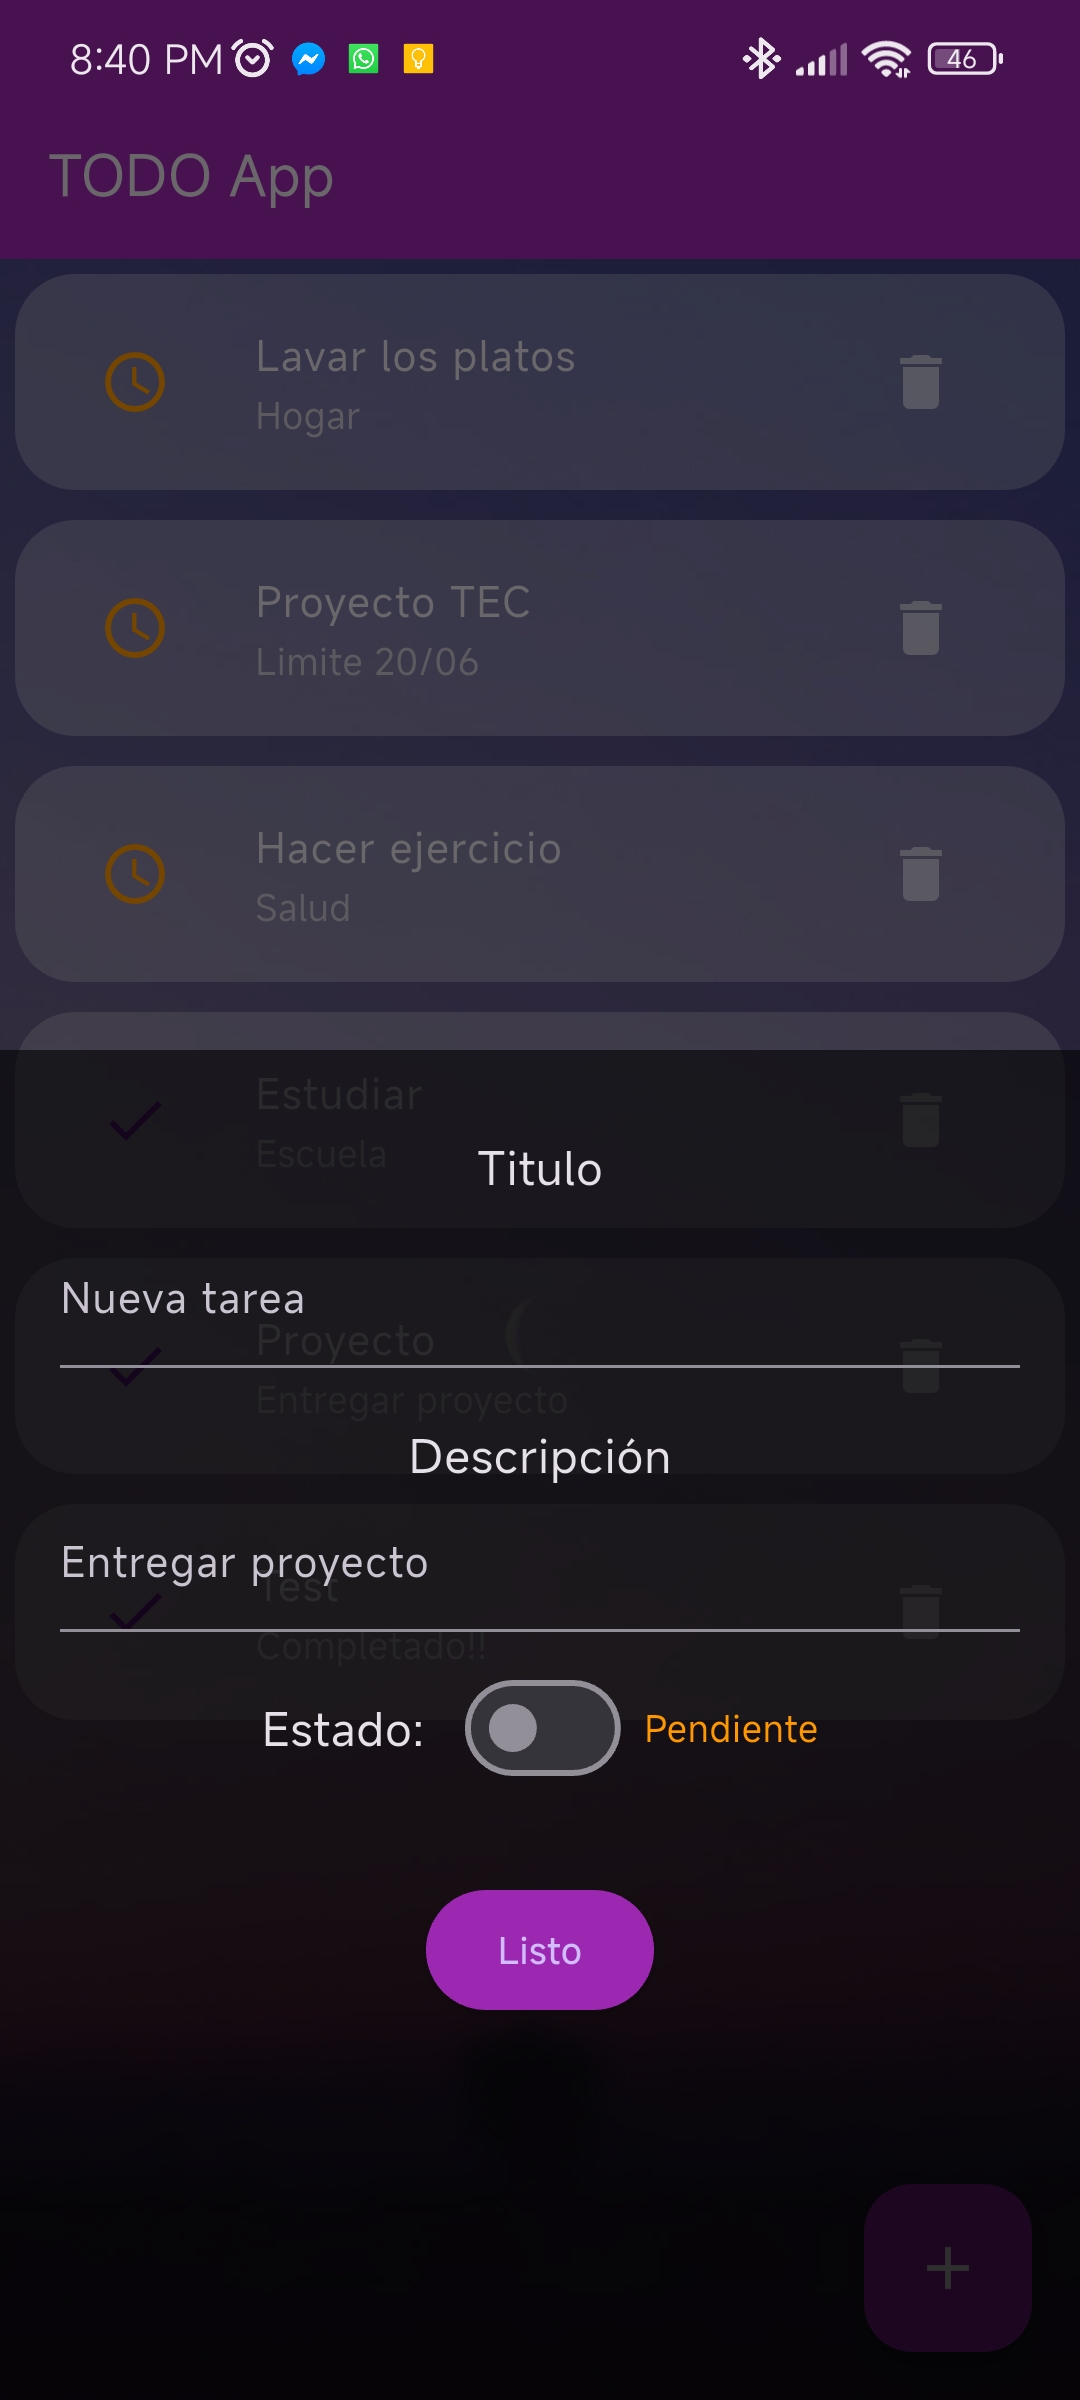 8:40 PM
46
TODO App
Lavar los platos
Hogar
Proyecto TEC
Limite 20/06
Hacer ejercicio
Salud
Estudiar
Escuela
Titulo
Nueva tarea
Proyecto
Entregar proyecto
Descripción
Entregar proyecto
Test
Completado!!
Estado:
Pendiente
Listo